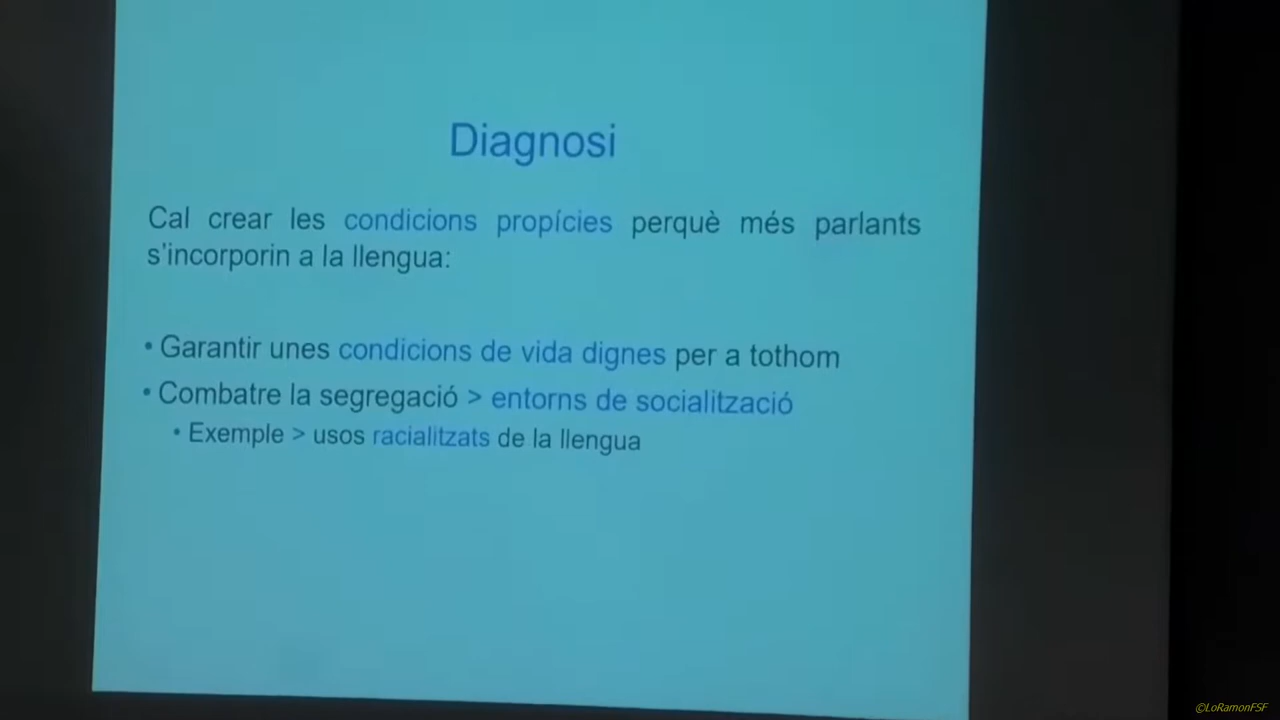 Diagnosi
Cal crear les condicions propícies perquè més parlants
s'incorporin a la llengua:
• Garantir unes condicions de vida dignes per a tothom
• Combatre la segregació > entorns de socialització
• Exemple > usos racialitzats de la llengua
©LoRamonFSF